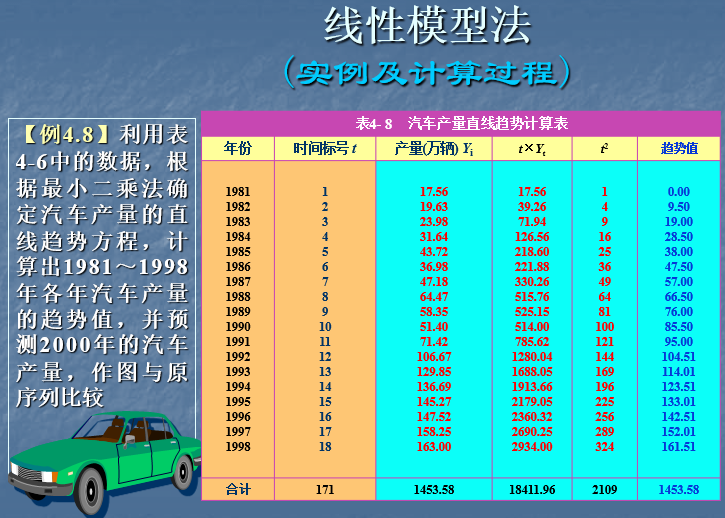 线性模型法
(实例及计算过程)
【例4.8】利用表
4-6中的数据，根
据最小二乘法确
定汽车产量的直
线趋势方程，计
算出1981～1998
年各年汽车产量
的趋势值，并预
测2000年的汽车
产量，作图与原
序列比较
表4- 8 汽车产量直线趋势计算表
年份 时间标号 t 产量(万辆) Yi t×Yt t² 趋势值
1981 1 17.56 17.56 1 0.00
1982 2 19.63 39.26 4 9.50
1983 3 23.98 71.94 9 19.00
1984 4 31.64 126.56 16 28.50
1985 5 43.72 218.60 25 38.00
1986 6 36.98 221.88 36 47.50
1987 7 47.18 330.26 49 57.00
1988 8 64.47 515.76 64 66.50
1989 9 58.35 525.15 81 76.00
1990 10 51.40 514.00 100 85.50
1991 11 71.42 785.62 121 95.00
1992 12 106.67 1280.04 144 104.51
1993 13 129.85 1688.05 169 114.01
1994 14 136.69 1913.66 196 123.51
1995 15 145.27 2179.05 225 133.01
1996 16 147.52 2360.32 256 142.51
1997 17 158.25 2690.25 289 152.01
1998 18 163.00 2934.00 324 161.51
合计 171 1453.58 18411.96 2109 1453.58